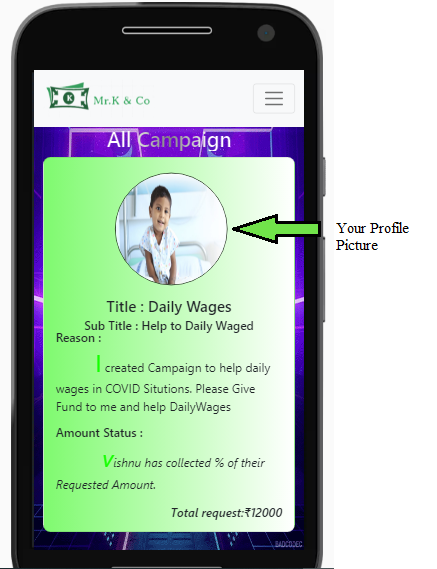 Mr.K & Co
All Campaign
Your Profile
Picture
Title : Daily Wages
Sub Title : Help to Daily Waged
Reason :
I created Campaign to help daily
wages in COVID Situtions. Please Give
Fund to me and help DailyWages
Amount Status :
Vishnu has collected % of their
Requested Amount.
Total request:₹12000
BADCODEC